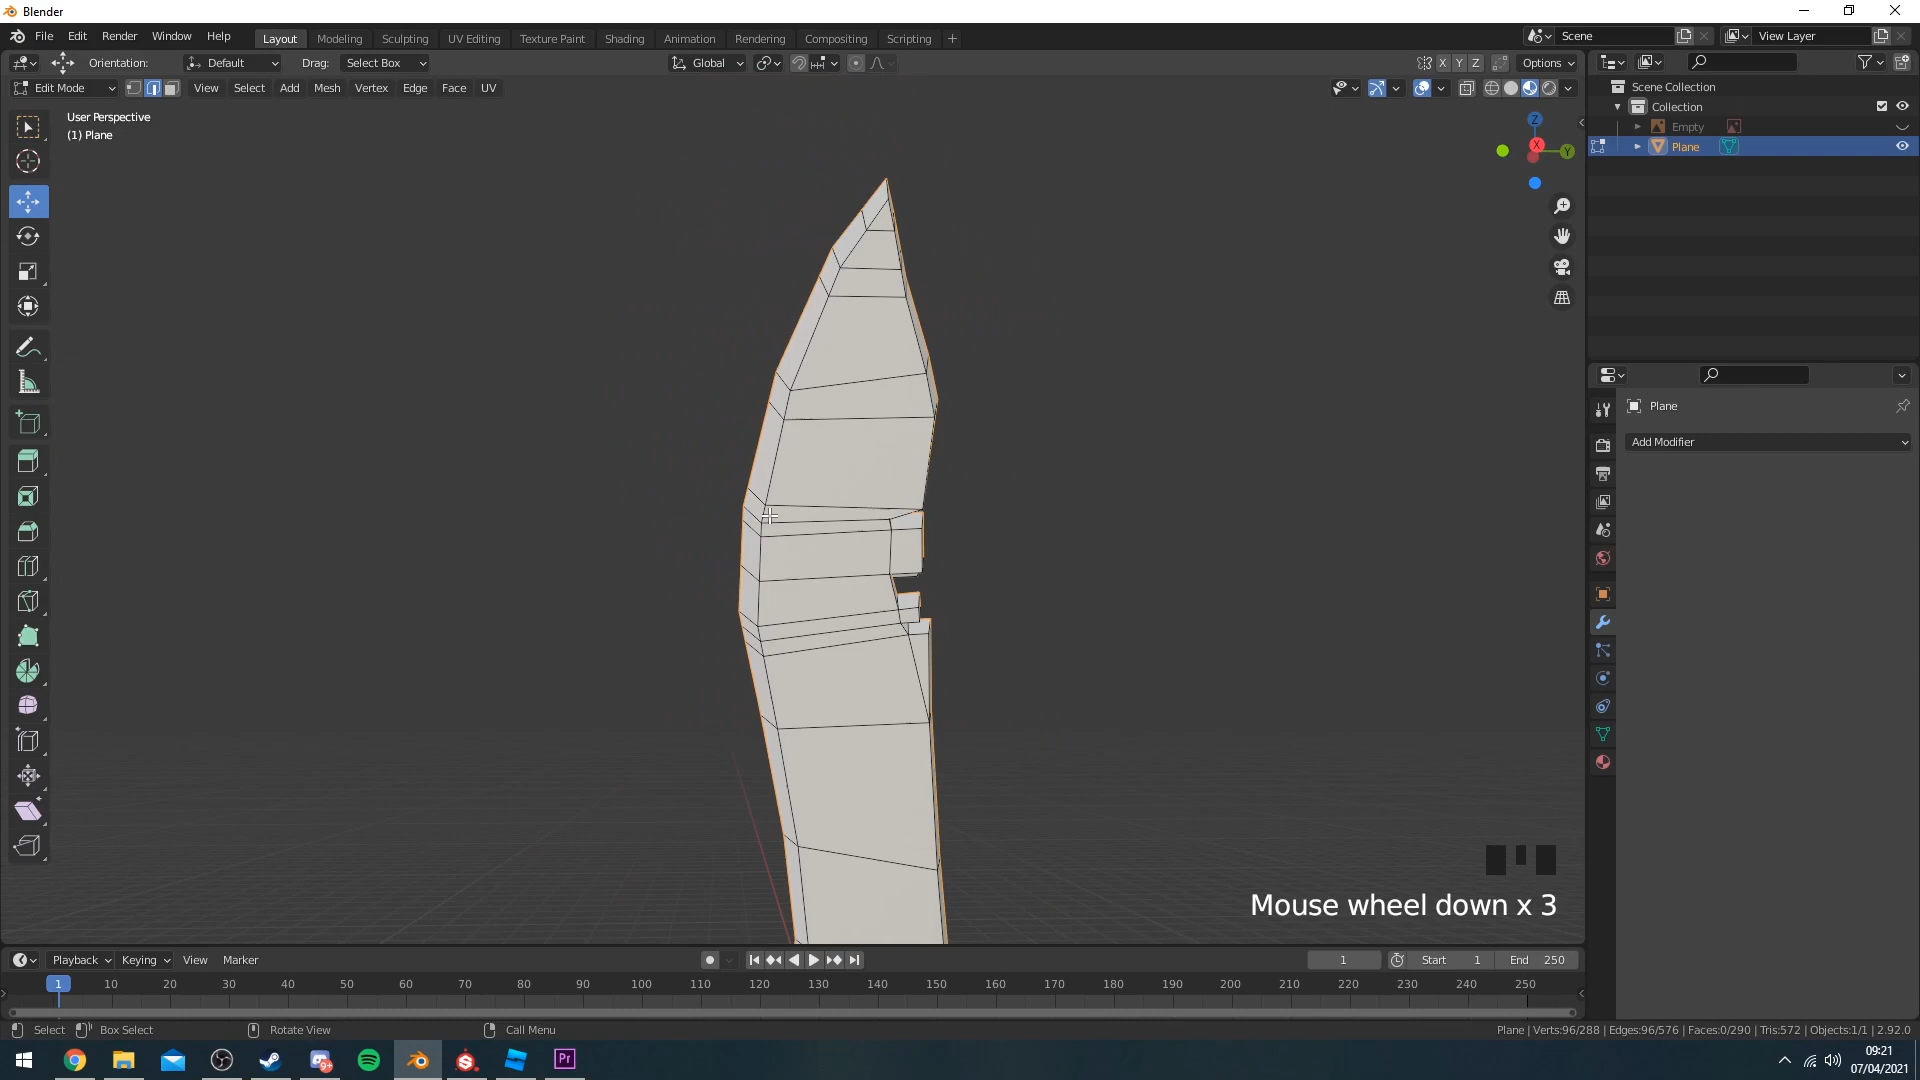 Blender
File Edit Render Window Help
Layout Modeling Sculpting UV Editing Texture Paint Shading Animation Rendering Compositing Scripting +
Scene
View Layer
Orientation: Default Drag: Select Box
Global
X Y Z Options
Edit Mode View Select Add Mesh Vertex Edge Face UV
User Perspective
(1) Plane
Z
X
Y
Scene Collection
Collection
Empty
Plane
Plane
Add Modifier
Mouse wheel down x 3
Playback Keying View Marker
1
Start 1
End 250
1 10 20 30 40 50 60 70 80 90 100 110 120 130 140 150 160 170 180 190 200 210 220 230 240 250
Select Box Select Rotate View Call Menu
Plane | Verts:96/288 | Edges:96/576 | Faces:0/290 | Tris:572 | Objects:1/1 | 2.92.0
9+
Pr
09:21
07/04/2021